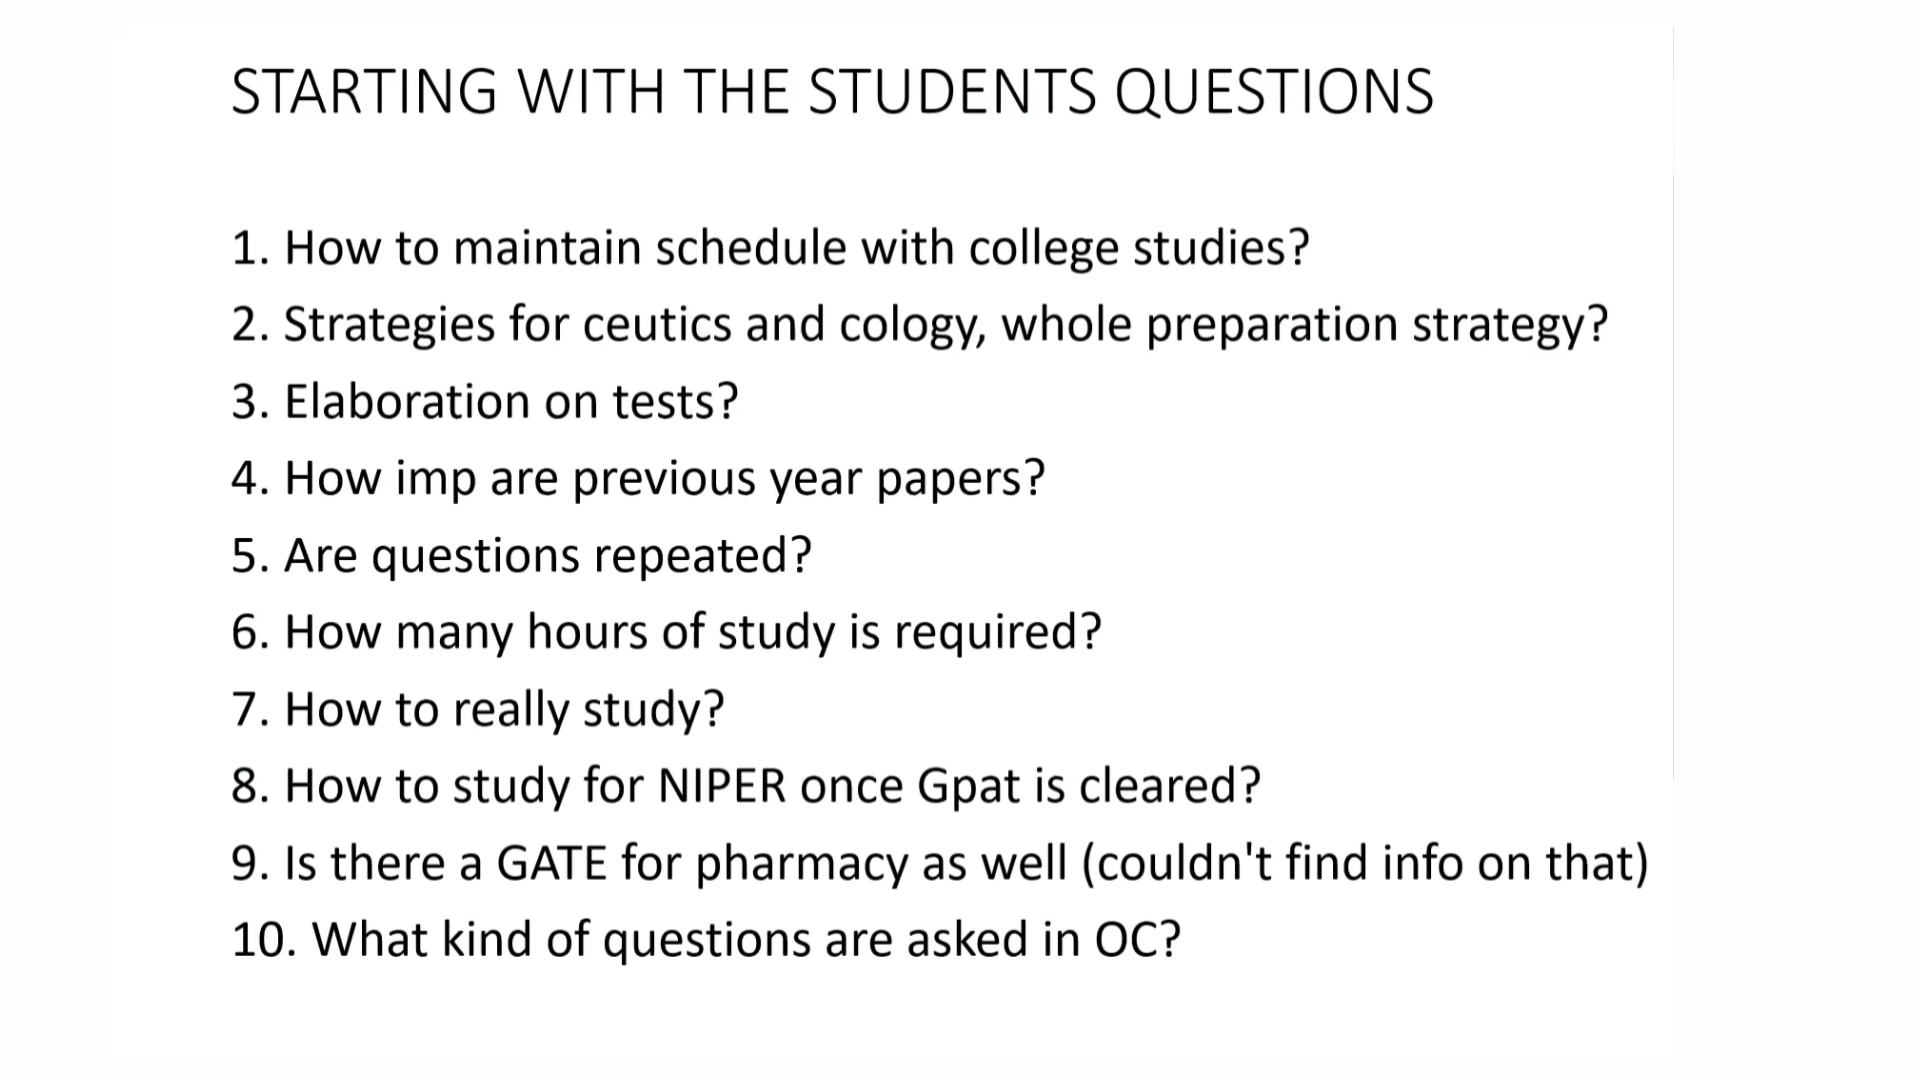 STARTING WITH THE STUDENTS QUESTIONS
1. How to maintain schedule with college studies?
2. Strategies for ceutics and cology, whole preparation strategy?
3. Elaboration on tests?
4. How imp are previous year papers?
5. Are questions repeated?
6. How many hours of study is required?
7. How to really study?
8. How to study for NIPER once Gpat is cleared?
9. Is there a GATE for pharmacy as well (couldn't find info on that)
10. What kind of questions are asked in OC?